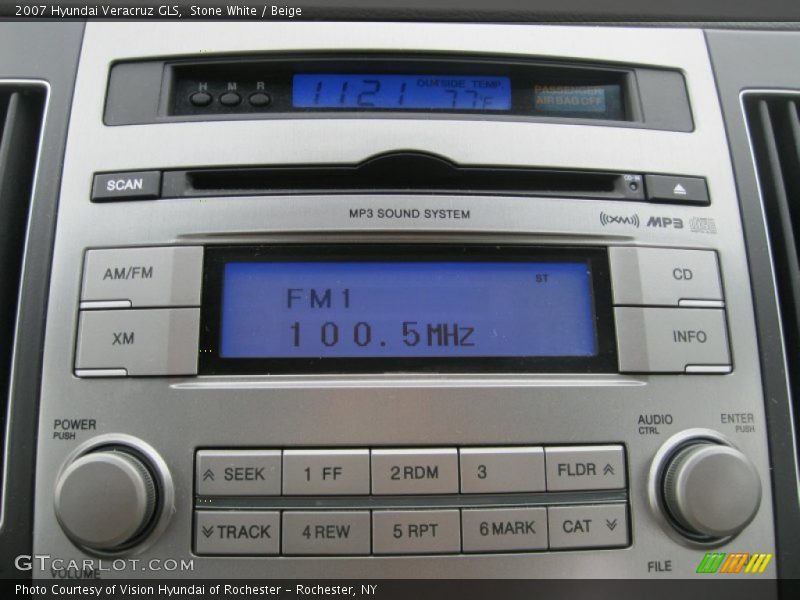 2007 Hyundai Veracruz GLS, Stone White / Beige
H M R
1121 OUTSIDE TEMP. 77°F
PASSENGER
AIR BAG OFF
SCAN
MP3 SOUND SYSTEM
((XM)) MP3
AM/FM
CD
ST
FM1
100.5MHz
XM
INFO
POWER
PUSH
AUDIO
CTRL
ENTER
PUSH
SEEK 1 FF 2 RDM 3 FLDR
TRACK 4 REW 5 RPT 6 MARK CAT
VOLUME
FILE
GTCARLOT.COM
Photo Courtesy of Vision Hyundai of Rochester - Rochester, NY